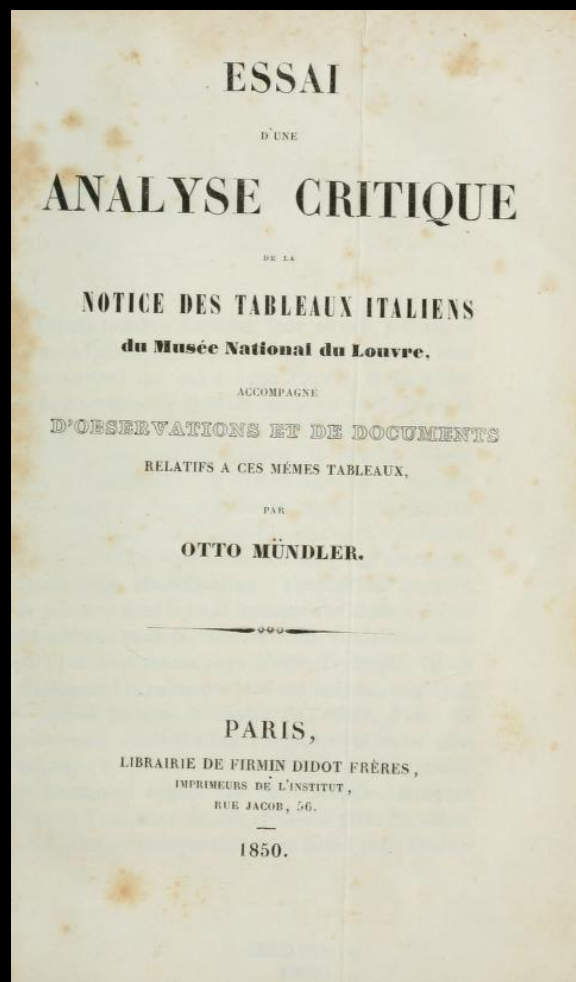 ESSAI
D'UNE
ANALYSE CRITIQUE
DE LA
NOTICE DES TABLEAUX ITALIENS
du Musée National du Louvre,
ACCOMPAGNÉ
D'OBSERVATIONS ET DE DOCUMENTS
RELATIFS A CES MÊMES TABLEAUX,
PAR
OTTO MÜNDLER.
PARIS,
LIBRAIRIE DE FIRMIN DIDOT FRÈRES,
IMPRIMEURS DE L'INSTITUT,
RUE JACOB, 56.
1850.